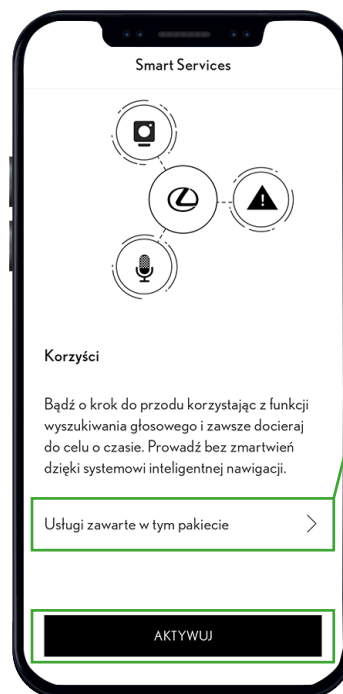 Smart Services
Korzyści
Bądź o krok do przodu korzystając z funkcji
wyszukiwania głosowego i zawsze docieraj
do celu o czasie. Prowadź bez zmartwień
dzięki systemowi inteligentnej nawigacji.
Usługi zawarte w tym pakiecie
AKTYWUJ